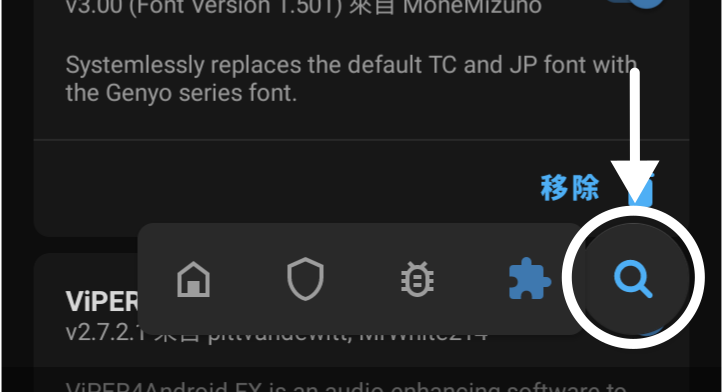 v3.00 (Font Version 1.501) 來自 MoneMizuno
Systemlessly replaces the default TC and JP font with
the Genyo series font.
移除
ViPER
v2.7.2.1 來自 pittvandewitt, MrWhite214
ViPER4Android FX is an audio enhancing software to